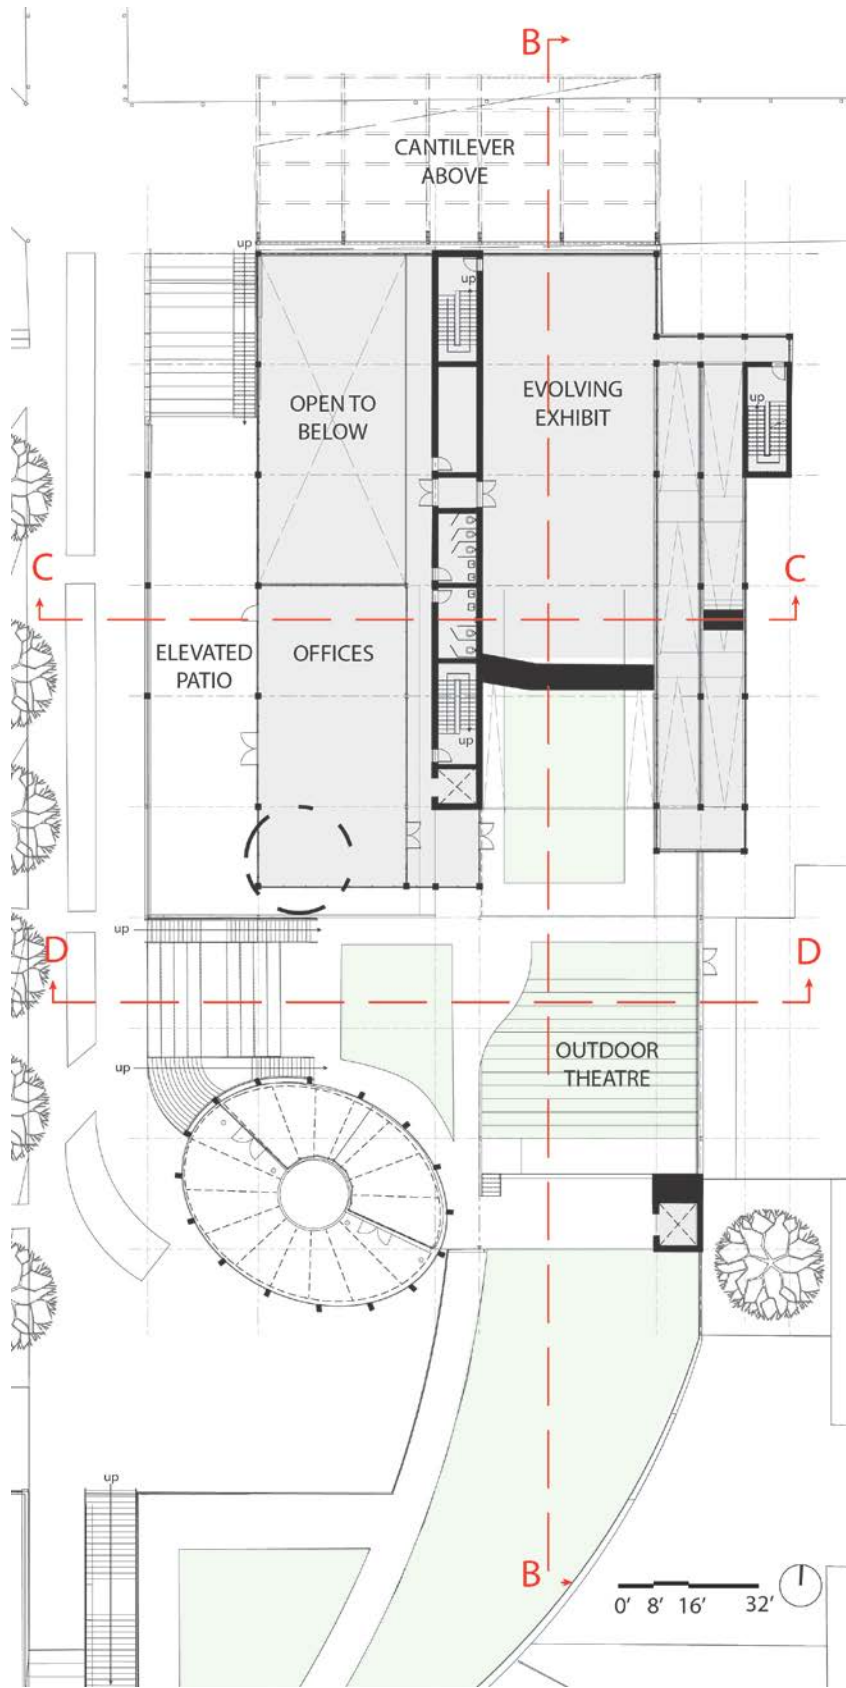 B
CANTILEVER
ABOVE
up
up
OPEN TO
BELOW
EVOLVING
EXHIBIT
up
C
C
ELEVATED
PATIO
OFFICES
up
up
D
D
OUTDOOR
THEATRE
up
up
B
0' 8' 16' 32'